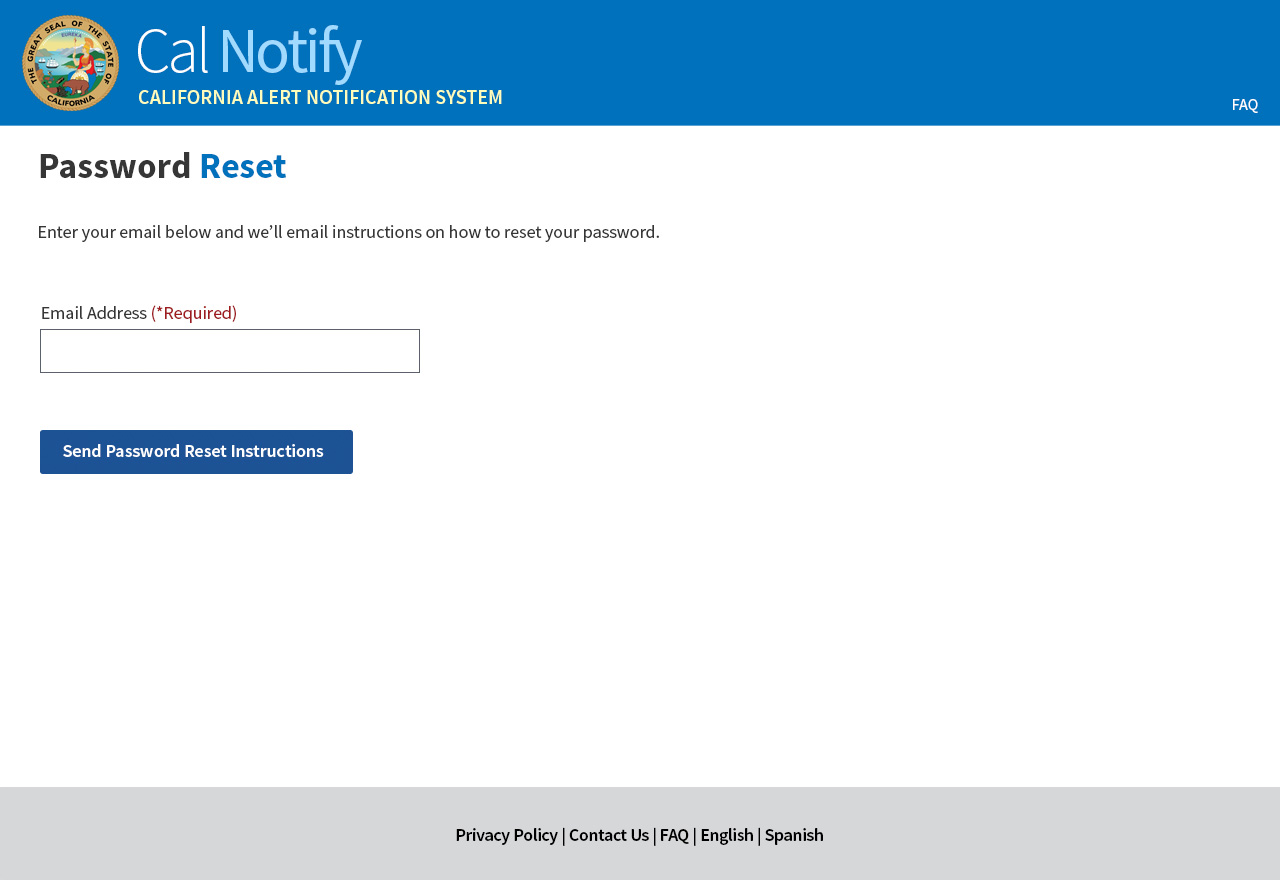 THE GREAT SEAL OF THE STATE OF CALIFORNIA
EUREKA
Cal Notify
CALIFORNIA ALERT NOTIFICATION SYSTEM
FAQ
Password Reset
Enter your email below and we’ll email instructions on how to reset your password.
Email Address (*Required)
Send Password Reset Instructions
Privacy Policy | Contact Us | FAQ | English | Spanish